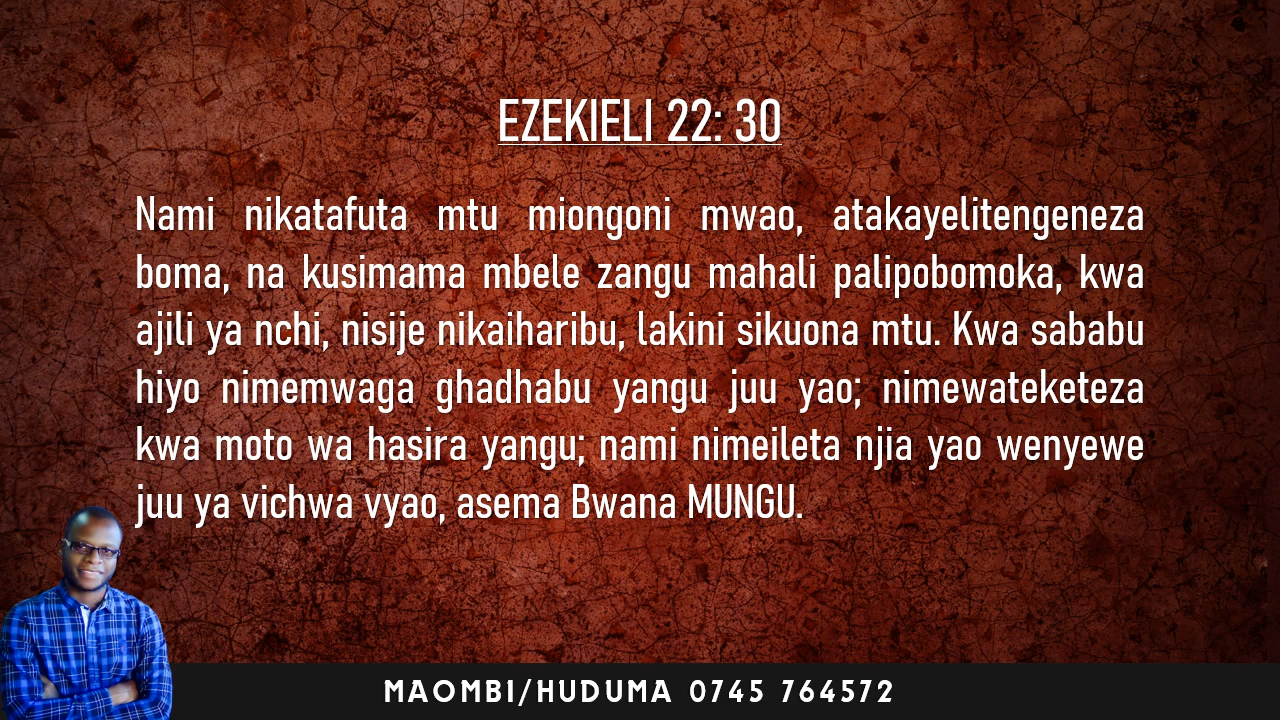 EZEKIELI 22: 30
Nami nikatafuta mtu miongoni mwao, atakayelitengeneza
boma, na kusimama mbele zangu mahali palipobomoka, kwa
ajili ya nchi, nisije nikaiharibu, lakini sikuona mtu. Kwa sababu
hiyo nimemwaga ghadhabu yangu juu yao; nimewateketeza
kwa moto wa hasira yangu; nami nimeileta njia yao wenyewe
juu ya vichwa vyao, asema Bwana MUNGU.
MAOMBI/HUDUMA 0745 764572